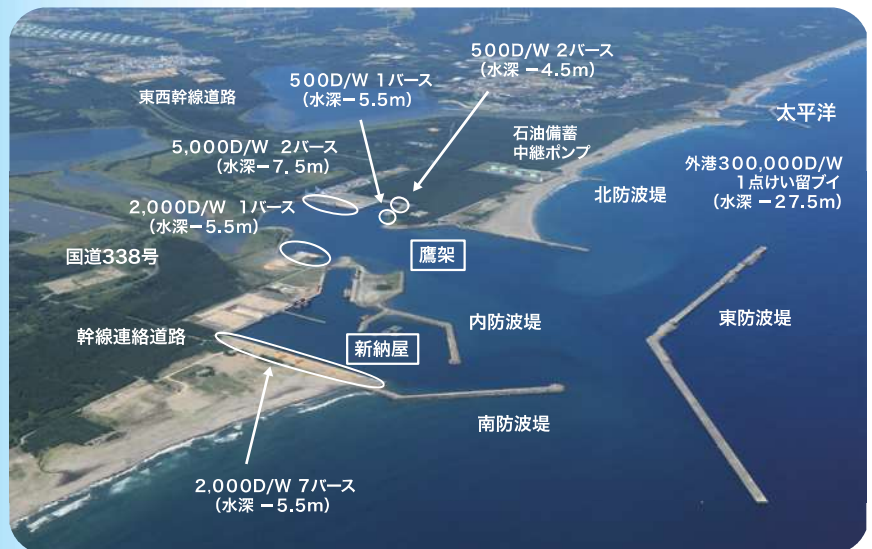 500D/W 2バース
(水深－4.5m)
500D/W 1バース
(水深－5.5m)
東西幹線道路
太平洋
石油備蓄
中継ポンプ
5,000D/W 2バース
(水深－7.5m)
外港300,000D/W
1点けい留ブイ
(水深 －27.5m)
北防波堤
2,000D/W 1バース
(水深－5.5m)
国道338号
鷹架
内防波堤
東防波堤
幹線連絡道路
新納屋
南防波堤
2,000D/W 7バース
(水深 －5.5m)